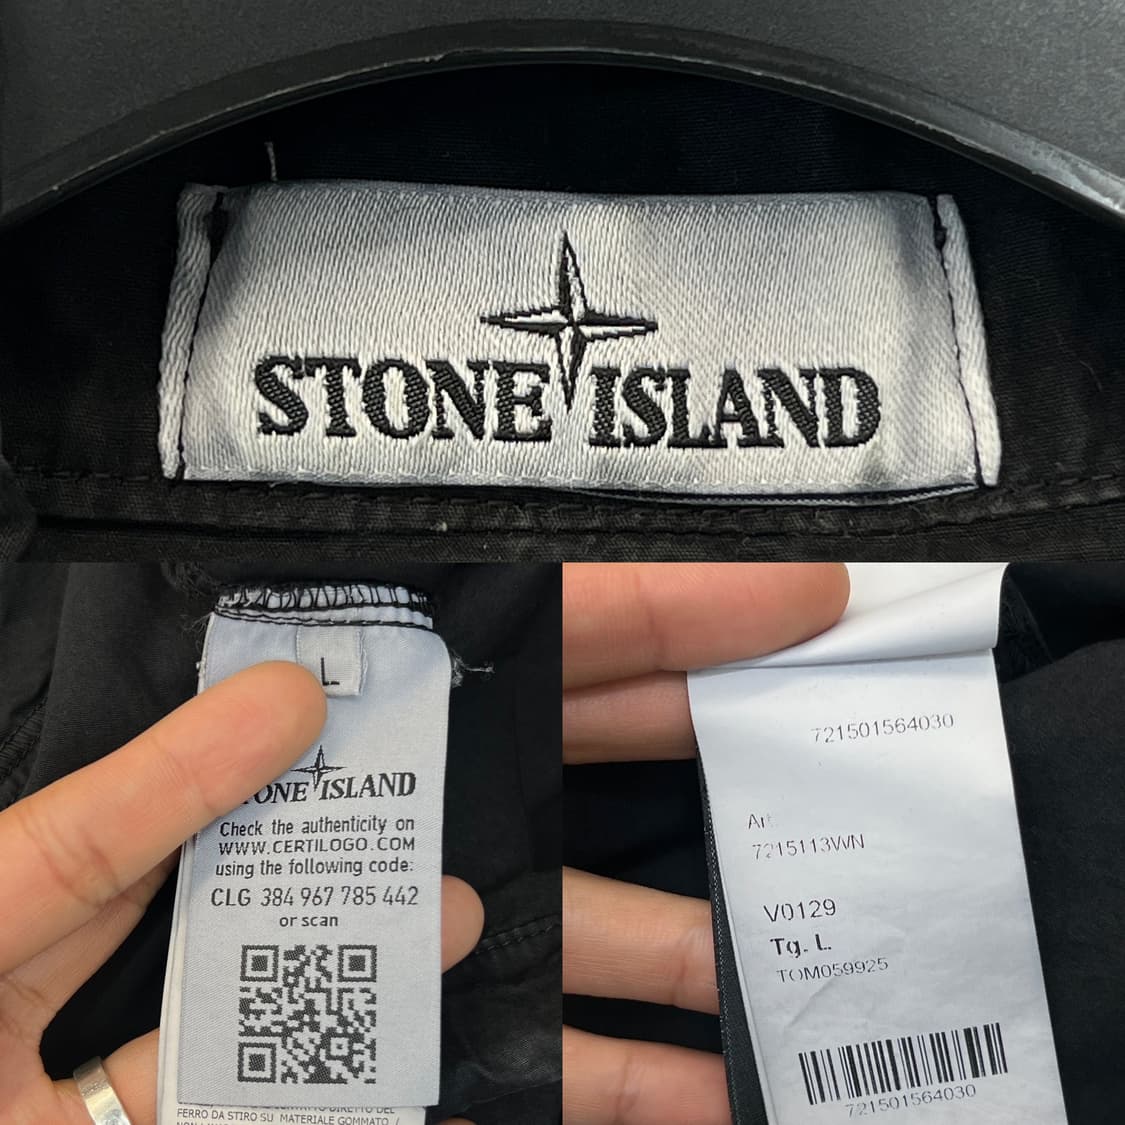 STONE ISLAND
L
ONE ISLAND
Check the authenticity on
WWW.CERTILOGO.COM
using the following code:
CLG 384 967 785 442
or scan
FERRO DA STIRO SU MATERIALE GOMMATO /
721501564030
Art.
7215113WN
V0129
Tg. L.
TOM059925
721501564030